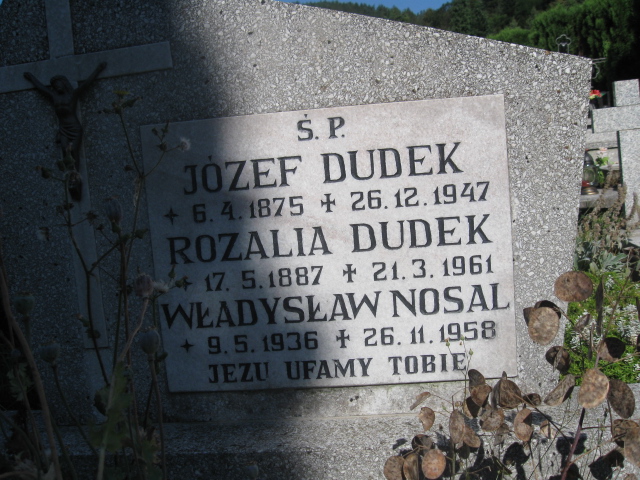 Ś. P.
JÓZEF DUDEK
+ 6.4.1875 + 26.12.1947
ROZALIA DUDEK
+ 17.5.1887 + 21.3.1961
WŁADYSŁAW NOSAL
+ 9.5.1936 + 26.11.1958
JEZU UFAMY TOBIE